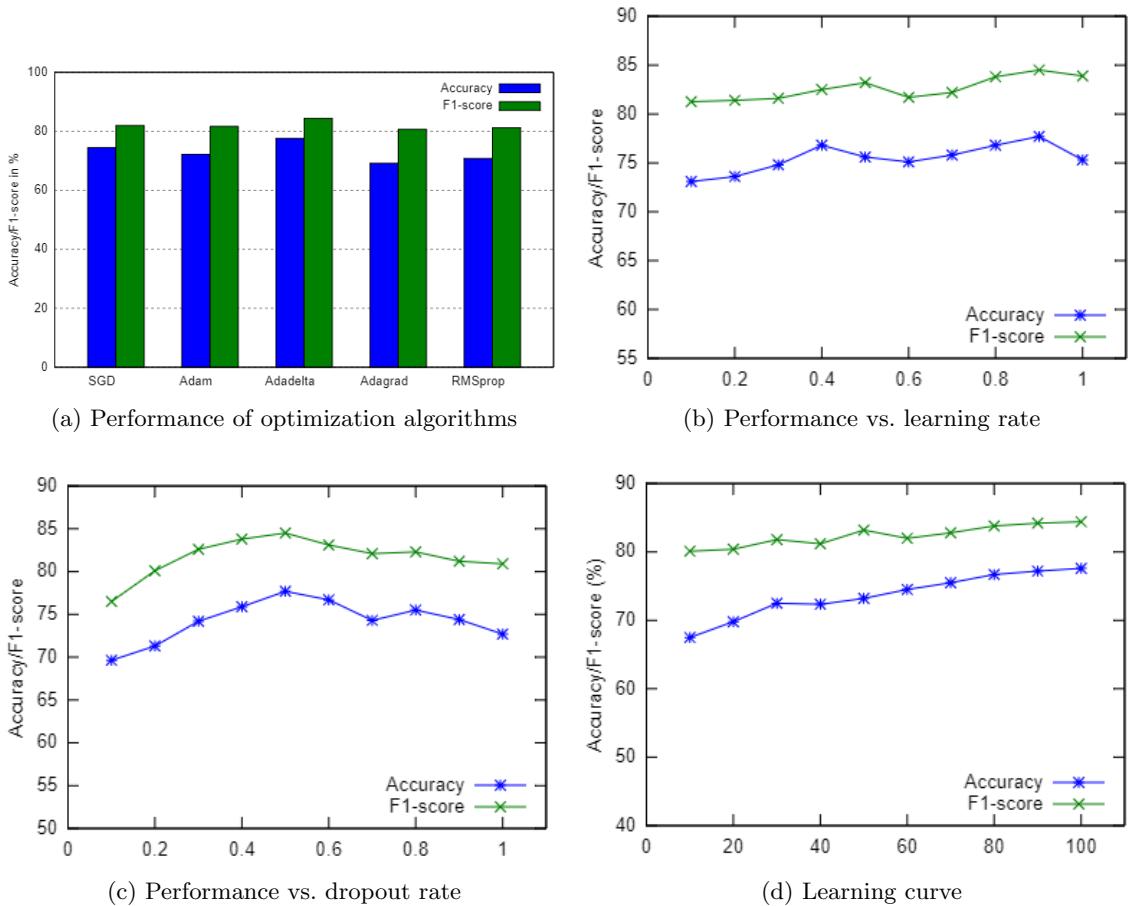 100
80
60
40
20
0
Accuracy/F1-score in %
Accuracy
F1-score
SGD Adam Adadelta Adagrad RMSprop
(a) Performance of optimization algorithms
90
85
80
75
70
65
60
55
Accuracy/F1-score
Accuracy
F1-score
0 0.2 0.4 0.6 0.8 1
(b) Performance vs. learning rate
90
85
80
75
70
65
60
55
50
Accuracy/F1-score
Accuracy
F1-score
0 0.2 0.4 0.6 0.8 1
(c) Performance vs. dropout rate
90
80
70
60
50
40
Accuracy/F1-score (%)
Accuracy
F1-score
0 20 40 60 80 100
(d) Learning curve